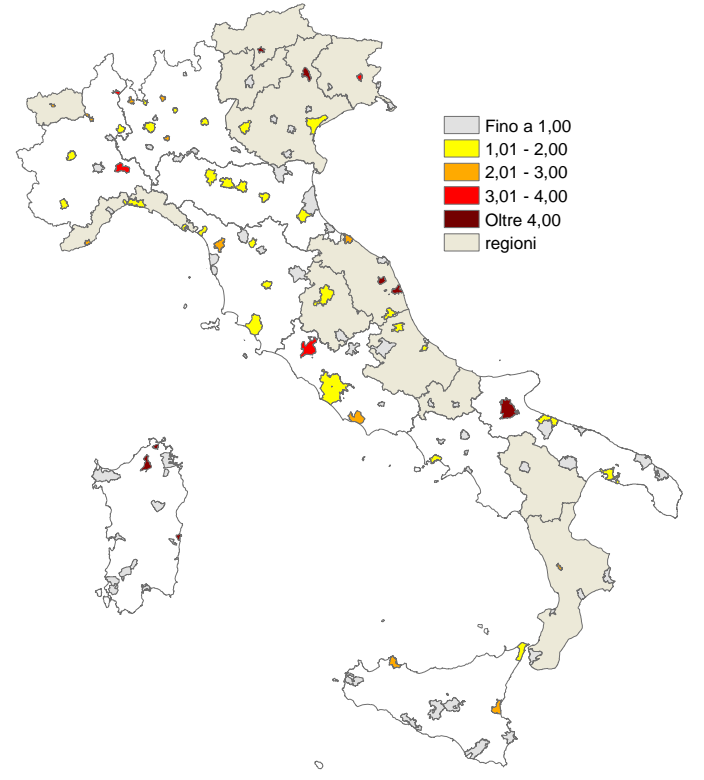 Fino a 1,00
1,01 - 2,00
2,01 - 3,00
3,01 - 4,00
Oltre 4,00
regioni